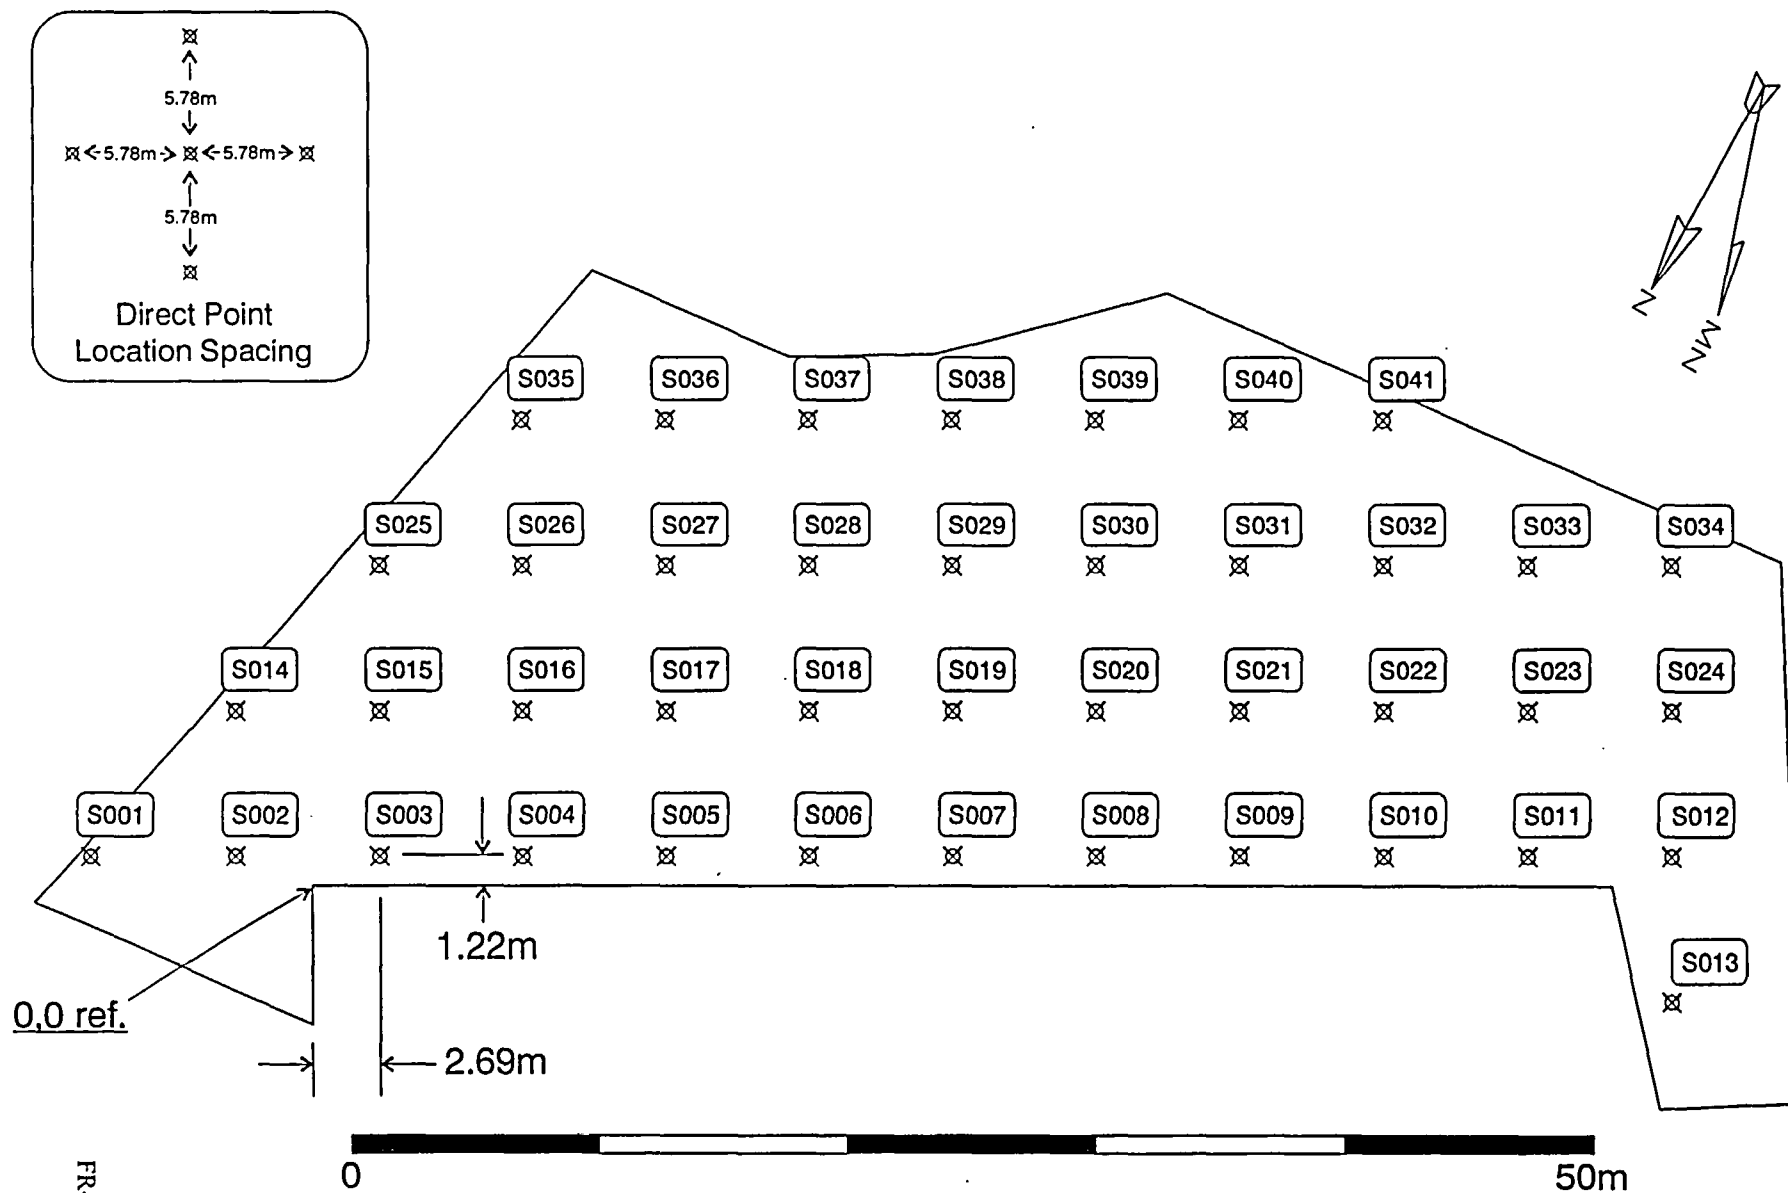 5.78m
5.78m 5.78m
5.78m
Direct Point
Location Spacing
N
MN
S035 S036 S037 S038 S039 S040 S041
S025 S026 S027 S028 S029 S030 S031 S032 S033 S034
S014 S015 S016 S017 S018 S019 S020 S021 S022 S023 S024
S001 S002 S003 S004 S005 S006 S007 S008 S009 S010 S011 S012
1.22m
S013
0,0 ref.
2.69m
0 50m